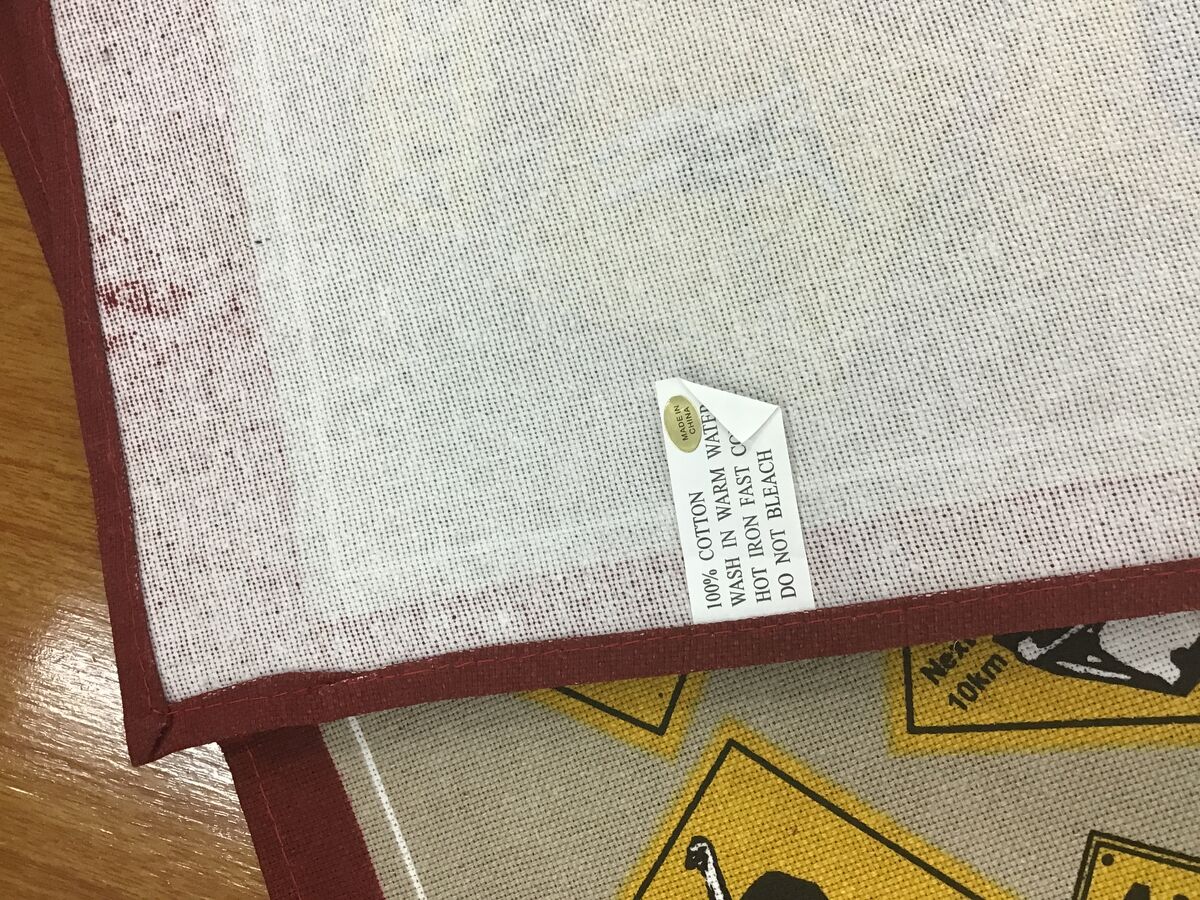 MADE IN
CHINA
100% COTTON
WASH IN WARM WATER
HOT IRON FAST
DO NOT BLEACH
Next
10km